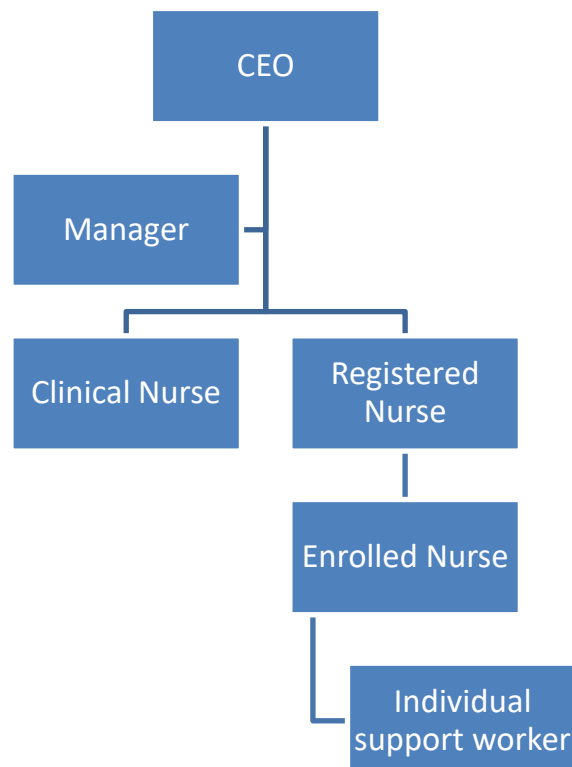 CEO
Manager
Clinical Nurse
Registered
Nurse
Enrolled Nurse
Individual
support worker